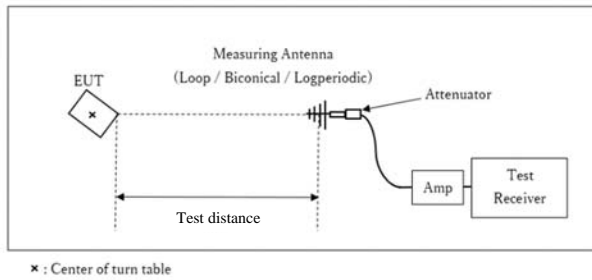 Measuring Antenna
(Loop / Biconical / Logperiodic)
EUT
Attenuator
Amp
Test
Receiver
Test distance
× : Center of turn table